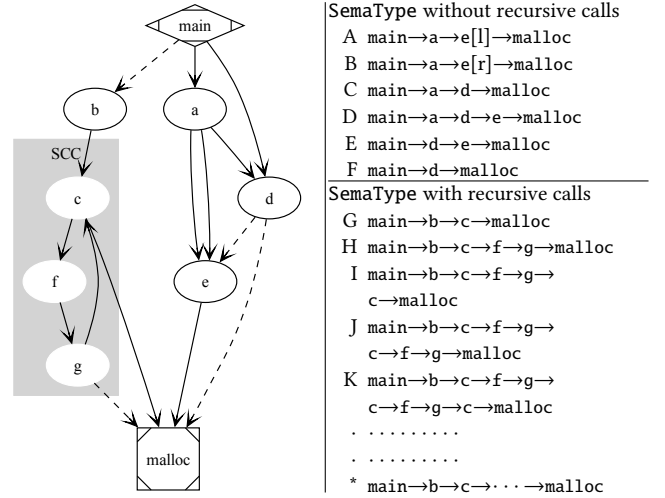 main
b
a
SCC
c
d
f
e
g
malloc
SemaType without recursive calls
A main→a→e[l]→malloc
B main→a→e[r]→malloc
C main→a→d→malloc
D main→a→d→e→malloc
E main→d→e→malloc
F main→d→malloc
SemaType with recursive calls
G main→b→c→malloc
H main→b→c→f→g→malloc
I main→b→c→f→g→
c→malloc
J main→b→c→f→g→
c→f→g→malloc
K main→b→c→f→g→
c→f→g→c→malloc
. . . . . . . . . .
. . . . . . . . . .
* main→b→c→· · ·→malloc